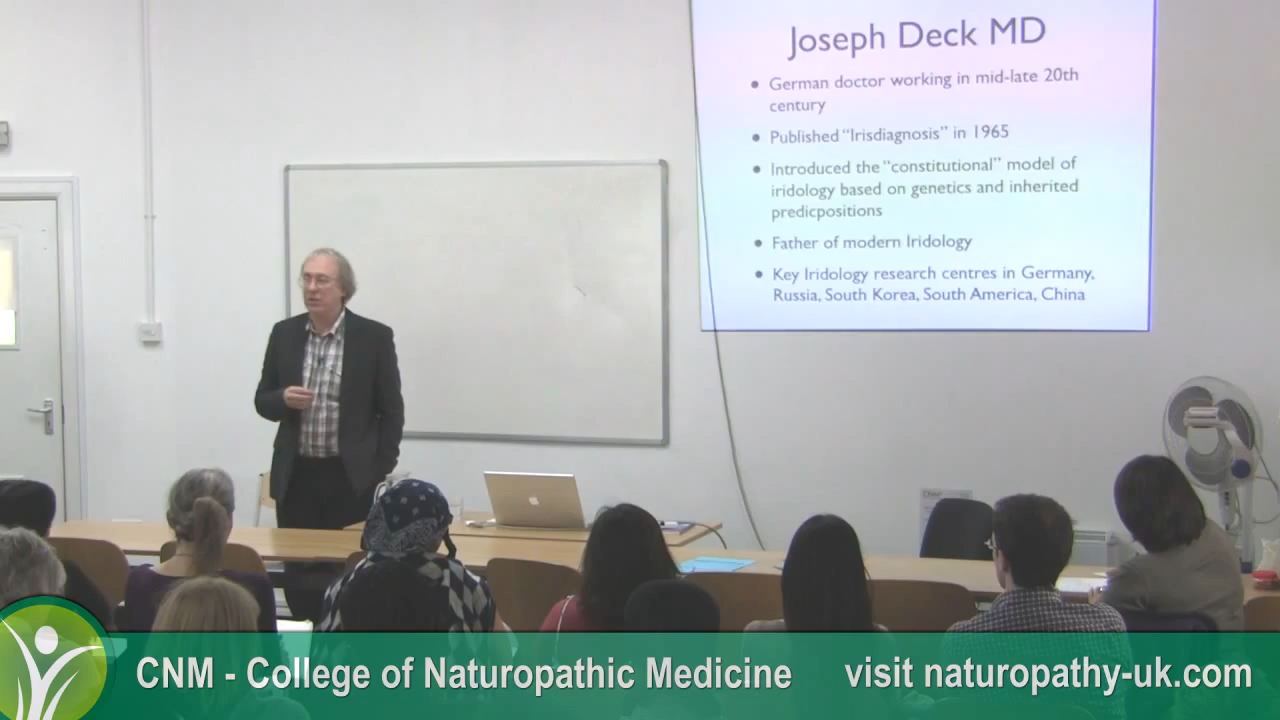 Joseph Deck MD
• German doctor working in mid-late 20th
century
• Published “Irisdiagnosis” in 1965
• Introduced the “constitutional” model of
iridology based on genetics and inherited
predicpositions
• Father of modern Iridology
• Key Iridology research centres in Germany,
Russia, South Korea, South America, China
CNM - College of Naturopathic Medicine visit naturopathy-uk.com